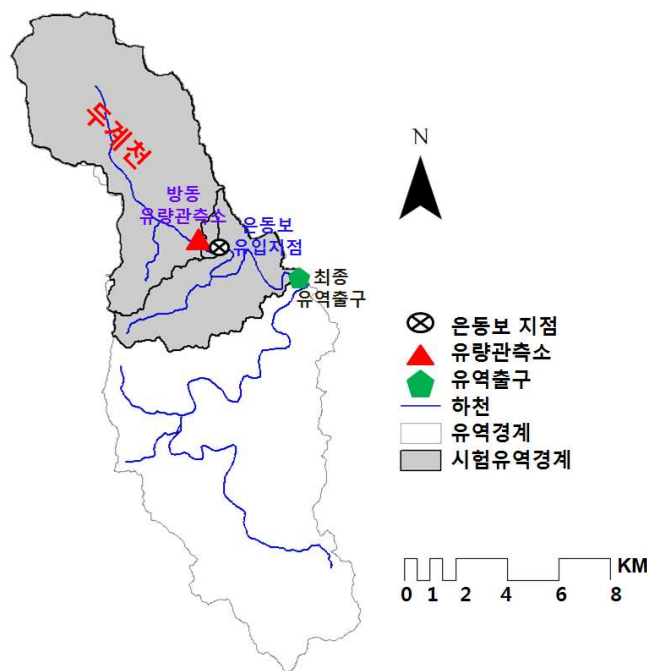 두계천
방동
유량관측소
은동보
유입지점
최종
유역출구
N
은동보 지점
유량관측소
유역출구
하천
유역경계
시험유역경계
KM
0 1 2 4 6 8